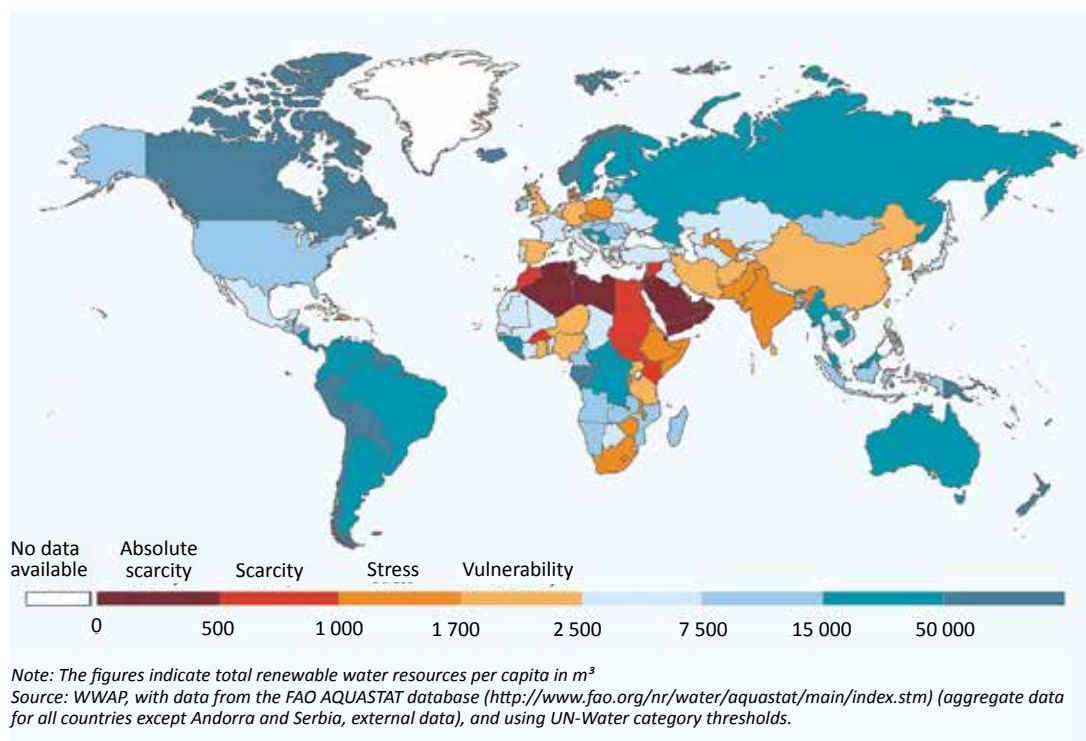 No data
available
Absolute
scarcity
Scarcity
Stress
Vulnerability
0
500
1 000
1 700
2 500
7 500
15 000
50 000
Note: The figures indicate total renewable water resources per capita in m³
Source: WWAP, with data from the FAO AQUASTAT database (http://www.fao.org/nr/water/aquastat/main/index.stm) (aggregate data
for all countries except Andorra and Serbia, external data), and using UN-Water category thresholds.